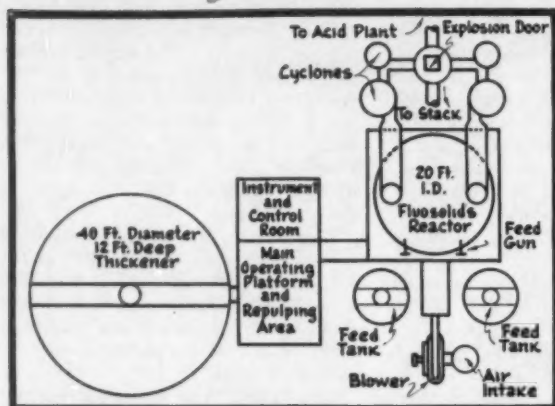 To Acid Plant
Explosion Door
Cyclones
To Stack
20 Ft.
I.D.
Fluosolids
Reactor
Feed
Gun
Instrument
and
Control
Room
40 Ft. Diameter
12 Ft. Deep
Thickener
Main
Operating
Platform
and
Repulping
Area
Feed
Tank
Feed
Tank
Blower
Air
Intake